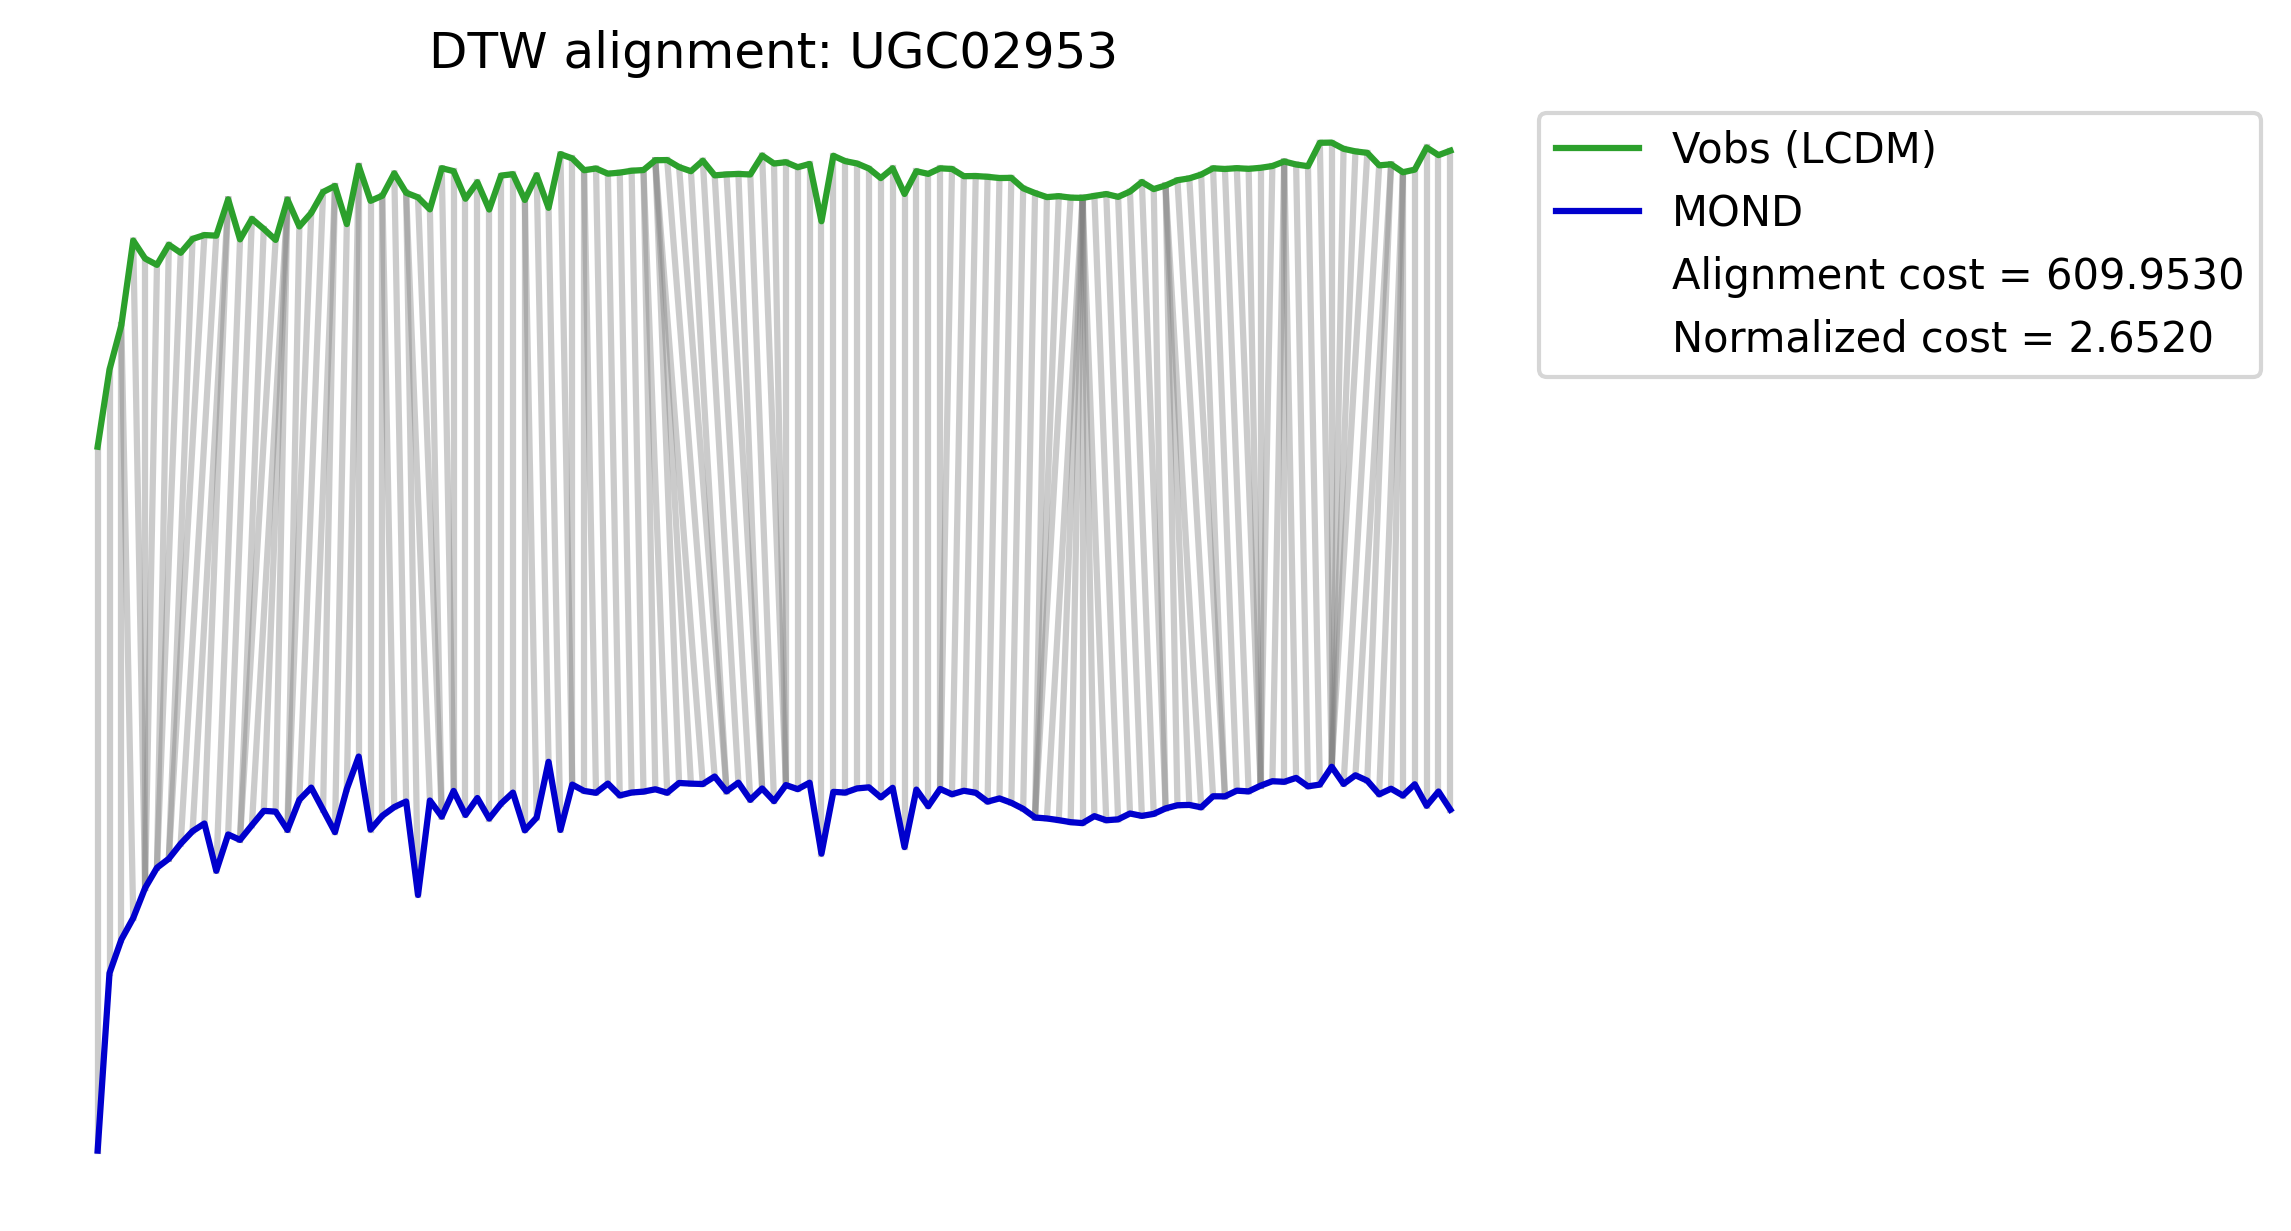 DTW alignment: UGC02953
Vobs (LCDM)
MOND
Alignment cost = 609.9530
Normalized cost = 2.6520